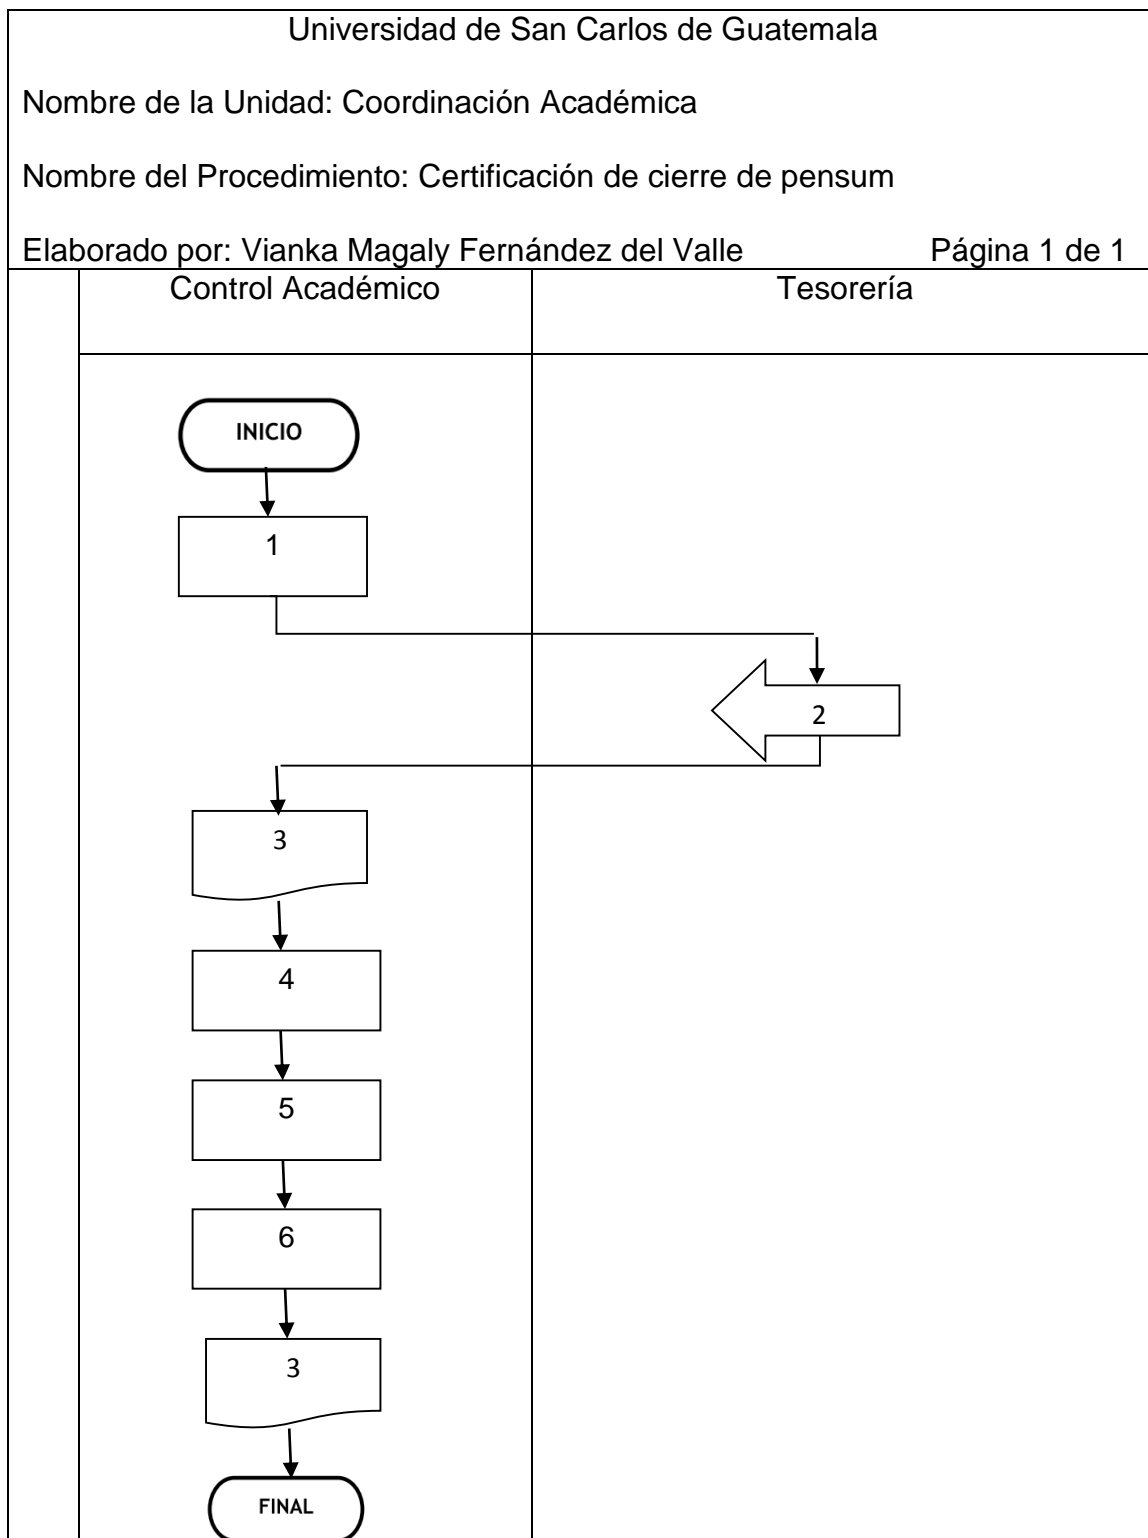 Universidad de San Carlos de Guatemala
Nombre de la Unidad: Coordinación Académica
Nombre del Procedimiento: Certificación de cierre de pensum
Elaborado por: Vianka Magaly Fernández del Valle Página 1 de 1
Control Académico Tesorería
INICIO
1
2
3
4
5
6
3
FINAL